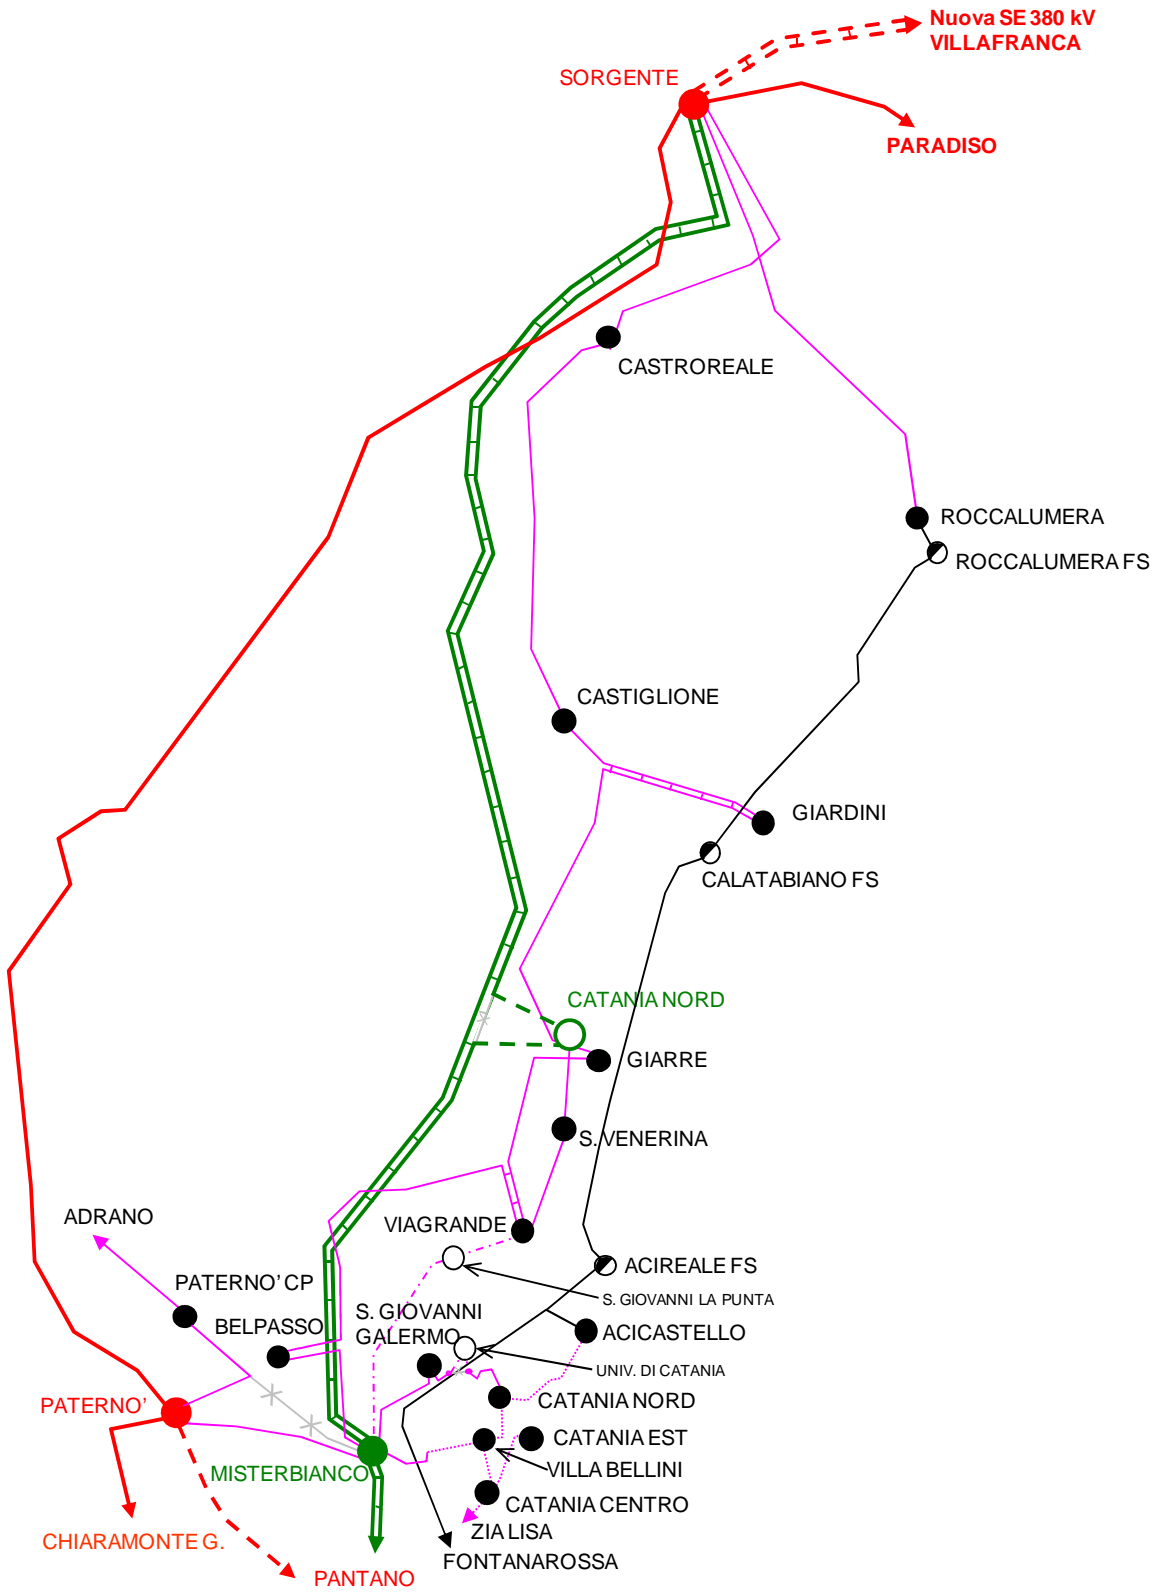 Nuova SE 380 kV
VILLAFRANCA
SORGENTE
PARADISO
CASTROREALE
ROCCALUMERA
ROCCALUMERA FS
CASTIGLIONE
GIARDINI
CALATABIANO FS
CATANIA NORD
GIARRE
S. VENERINA
ADRANO
VIAGRANDE
ACIREALE FS
PATERNO' CP
S. GIOVANNI LA PUNTA
S. GIOVANNI
GALERMO
BELPASSO
ACICASTELLO
UNIV. DI CATANIA
PATERNO'
CATANIA NORD
CATANIA EST
VILLA BELLINI
MISTERBIANCO
CATANIA CENTRO
ZIA LISA
CHIARAMONTE G.
FONTANAROSSA
PANTANO